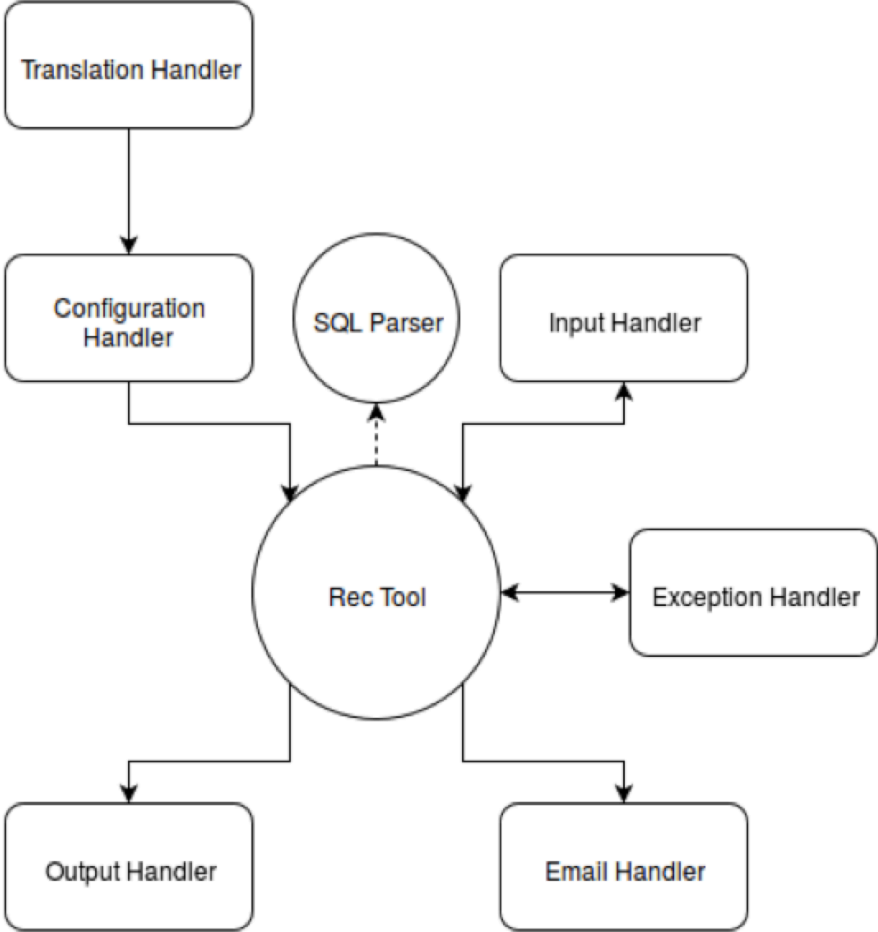 Translation Handler
Configuration
Handler
SQL Parser
Input Handler
Rec Tool
Exception Handler
Output Handler
Email Handler